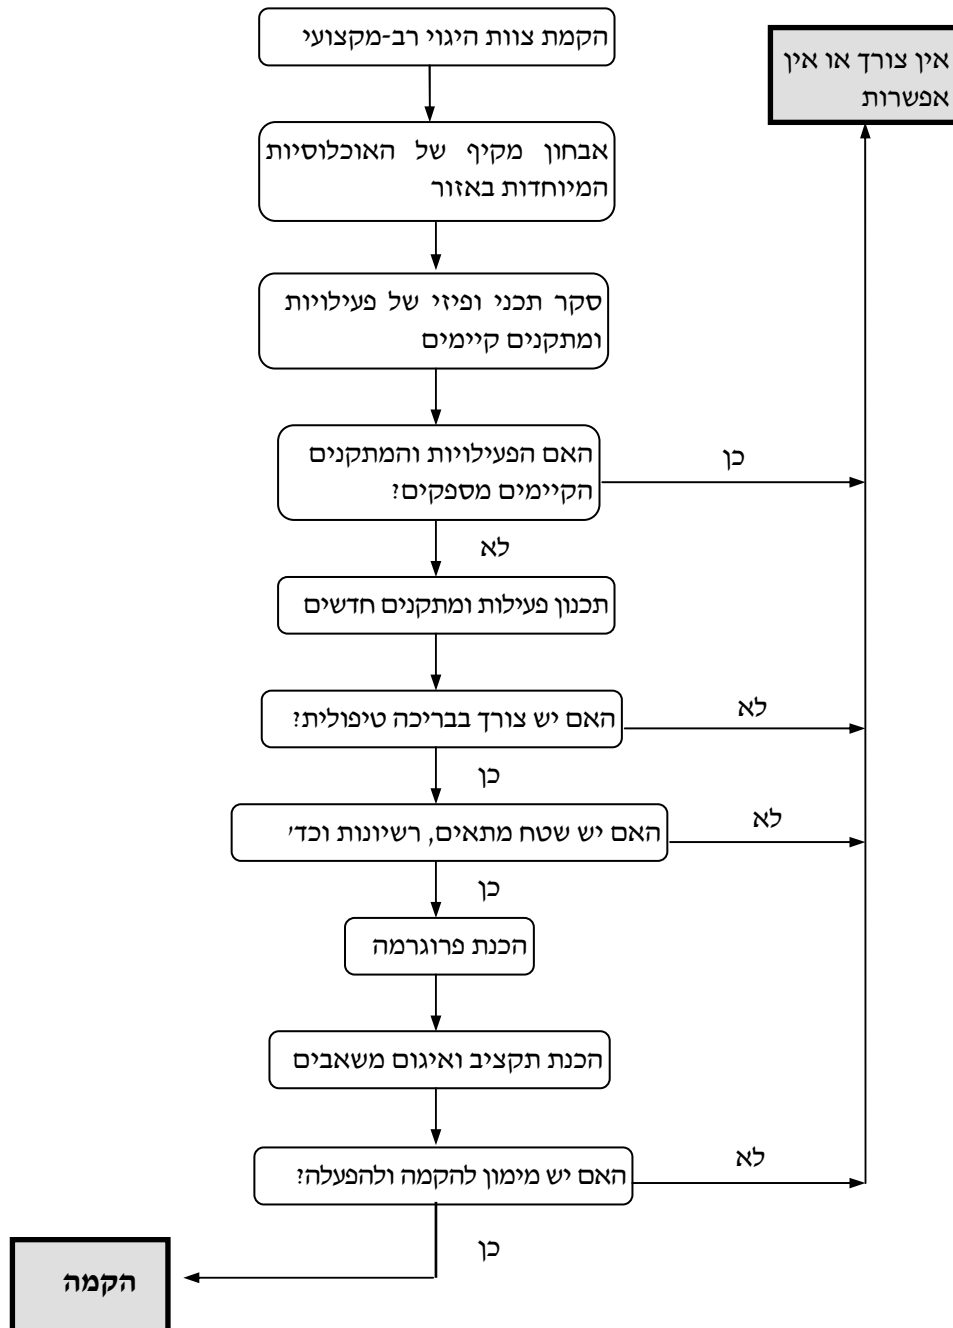 הקמת צוות היגוי רב-מקצועי
אין צורך או אין
אפשרות
אבחון מקיף של האוכלוסיות
המיוחדות באזור
סקר תכני ופיזי של פעילויות
ומתקנים קיימים
האם הפעילויות והמתקנים
הקיימים מספקים?
כן
לא
תכנון פעילות ומתקנים חדשים
האם יש צורך בבריכה טיפולית?
לא
כן
האם יש שטח מתאים, רשיונות וכד'
לא
כן
הכנת פרוגרמה
הכנת תקציב ואיגום משאבים
האם יש מימון להקמה ולהפעלה?
לא
כן
הקמה